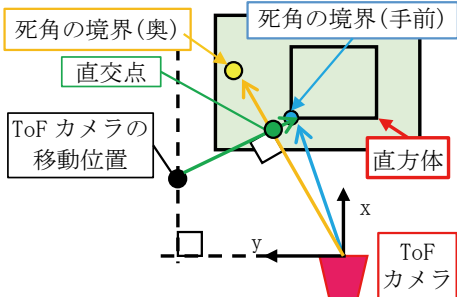 死角の境界(奥)
死角の境界(手前)
直交点
ToF カメラの
移動位置
直方体
x
y
ToF
カメラ